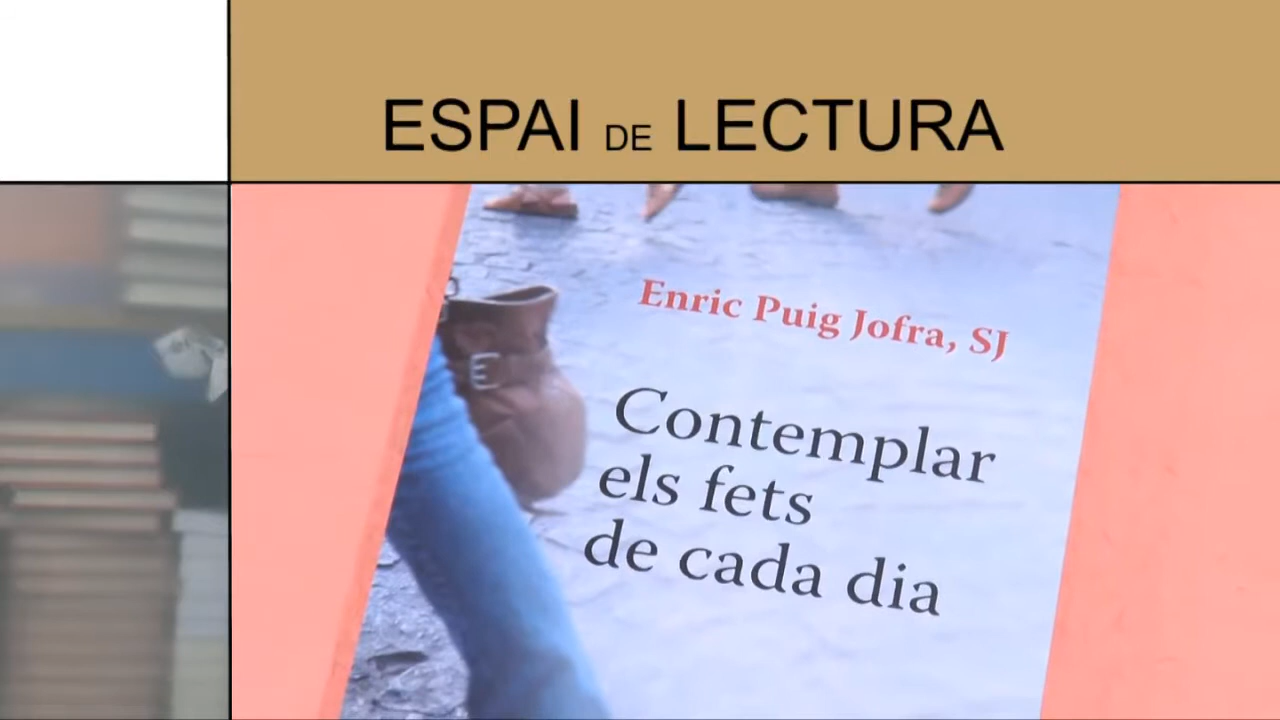 ESPAI DE LECTURA
Enric Puig Jofra, SJ
Contemplar
els fets
de cada dia